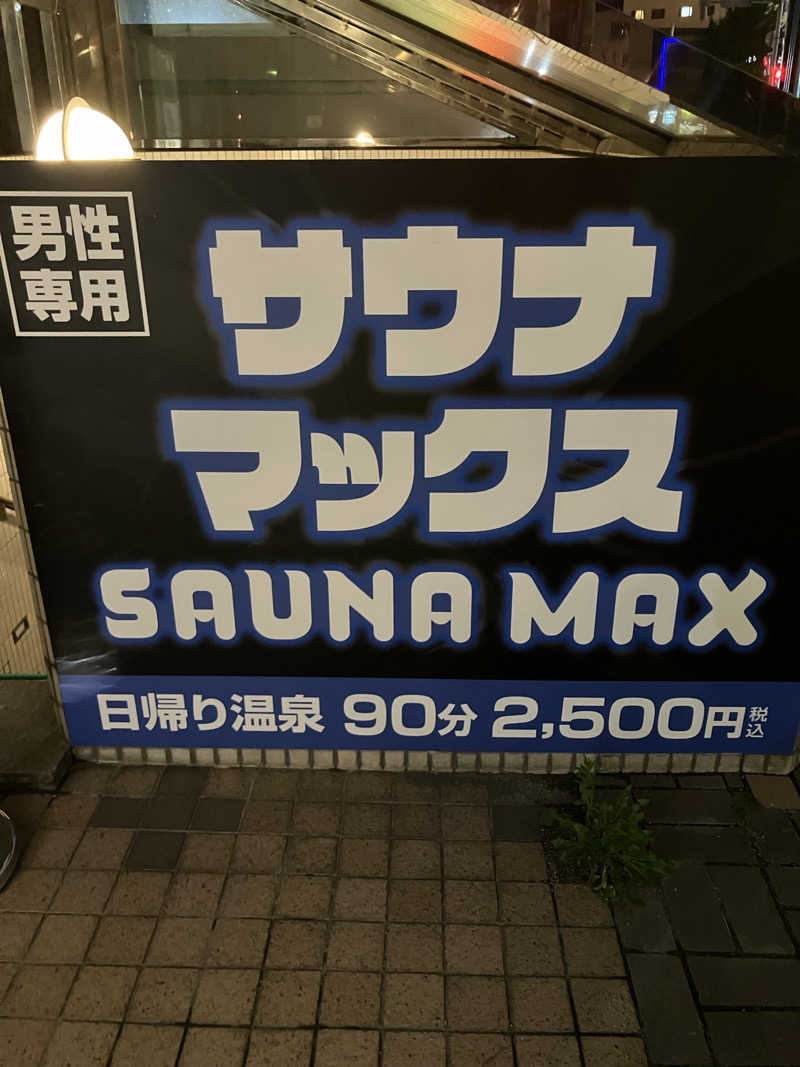 男性
専用
サウナ
マックス
SAUNA MAX
日帰り温泉 90分 2,500円税込